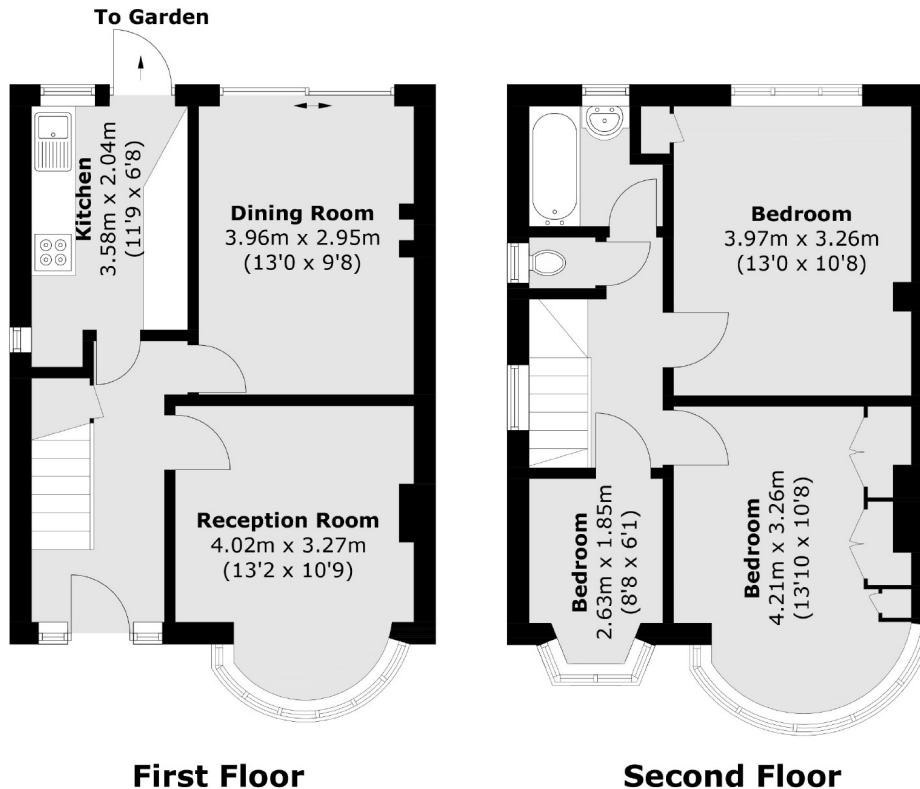 To Garden
Kitchen
3.58m x 2.04m
(11'9 x 6'8)
Dining Room
3.96m x 2.95m
(13'0 x 9'8)
Reception Room
4.02m x 3.27m
(13'2 x 10'9)
First Floor
Bedroom
3.97m x 3.26m
(13'0 x 10'8)
Bedroom
2.63m x 1.85m
(8'8 x 6'1)
Bedroom
4.21m x 3.26m
(13'10 x 10'8)
Second Floor